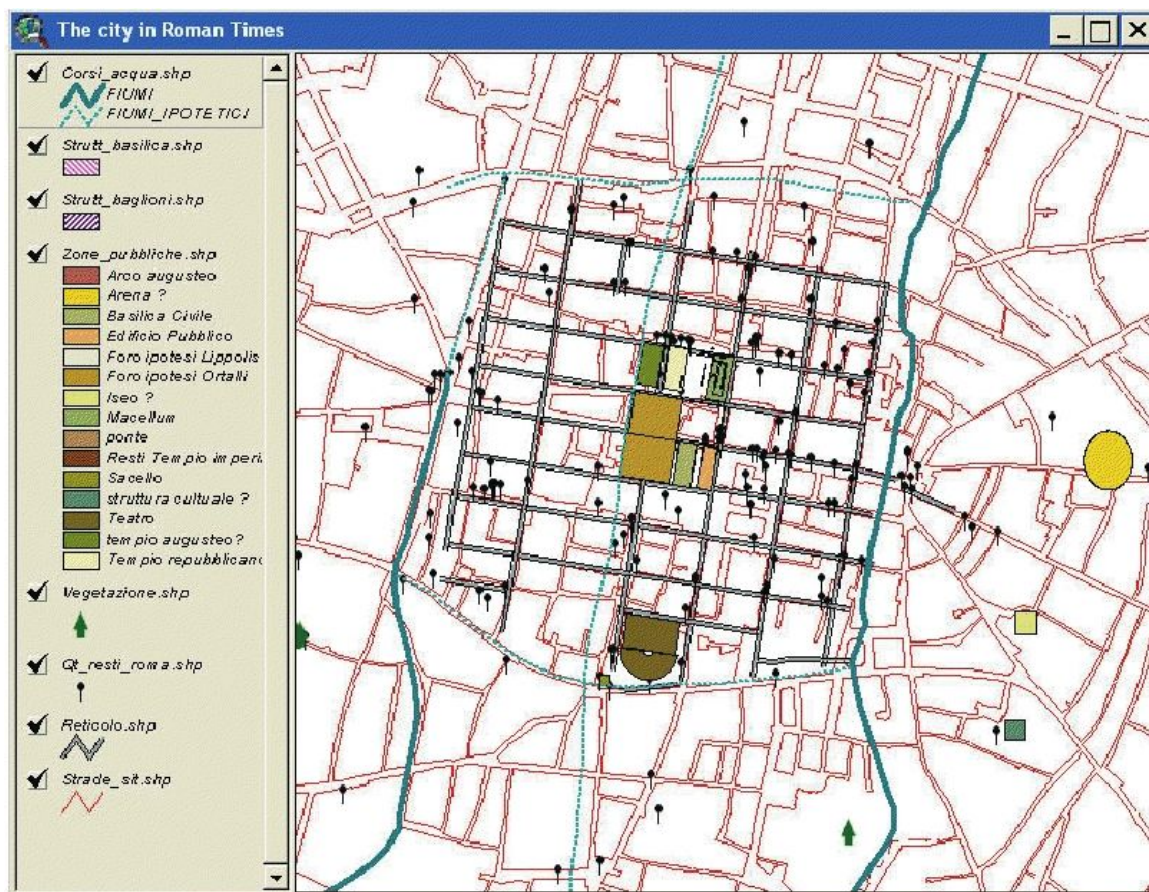 The city in Roman Times
Corsi_acqua.shp
FIUMI
FIUMI_IPOTETICI
Strutt_basilica.shp
Strutt_baglioni.shp
Zone_pubbliche.shp
Arco augusteo
Arena ?
Basilica Civile
Edificio Pubblico
Foro ipotesi Lippolis
Foro ipotesi Ortalli
Iseo ?
Macellum
ponte
Resti Tempio imperi
Sacello
struttura cultuale ?
Teatro
tempio augusteo?
Tempio repubblicano
Vegetazione.shp
Qt_resti_roma.shp
Reticolo.shp
Strade_sit.shp